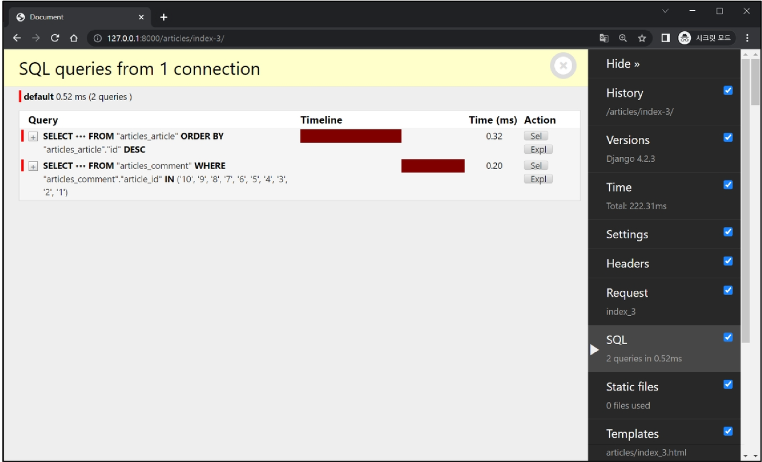 Document
127.0.0.1:8000/articles/index-3/
시크릿 모드
SQL queries from 1 connection
default 0.52 ms (2 queries )
Query Timeline Time (ms) Action
SELECT ••• FROM "articles_article" ORDER BY
"articles_article"."id" DESC
0.32
Sel
Expl
SELECT ••• FROM "articles_comment" WHERE
"articles_comment"."article_id" IN ('10', '9', '8', '7', '6', '5', '4', '3',
'2', '1')
0.20
Sel
Expl
Hide »
History
/articles/index-3/
Versions
Django 4.2.3
Time
Total: 222.31ms
Settings
Headers
Request
index_3
SQL
2 queries in 0.52ms
Static files
0 files used
Templates
articles/index_3.html